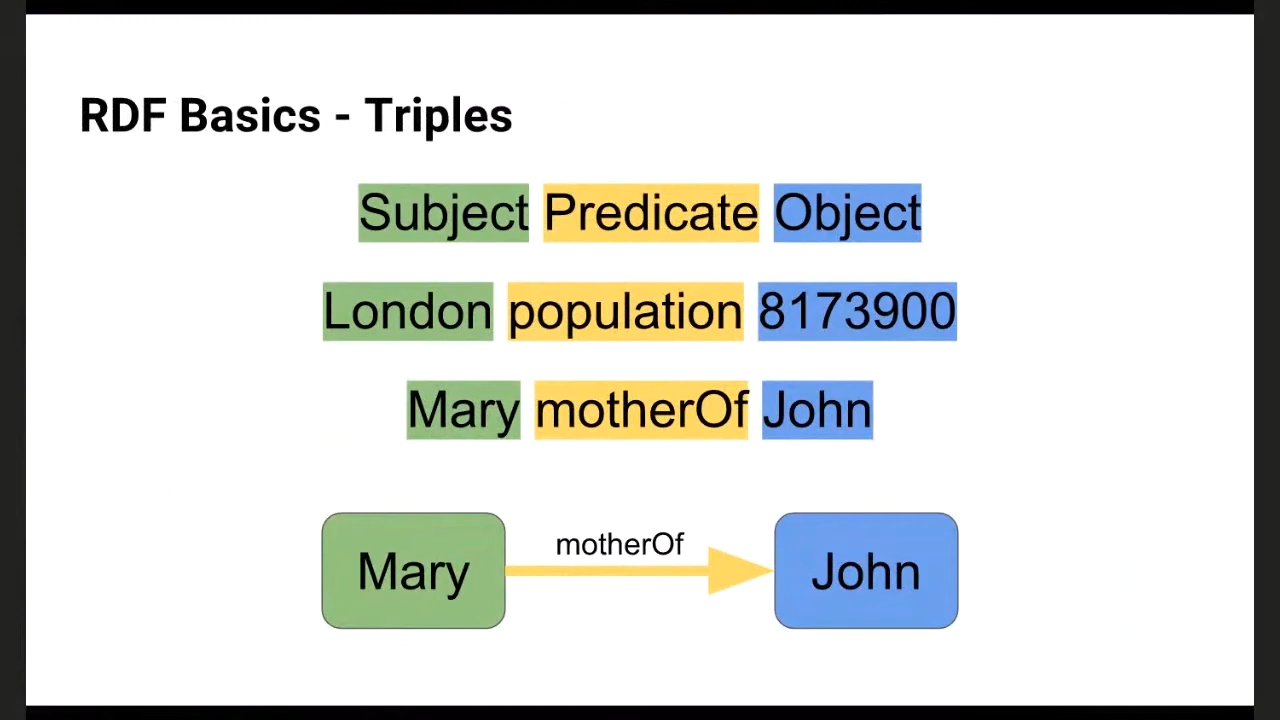 RDF Basics - Triples
Subject Predicate Object
London population 8173900
Mary motherOf John
motherOf
Mary John